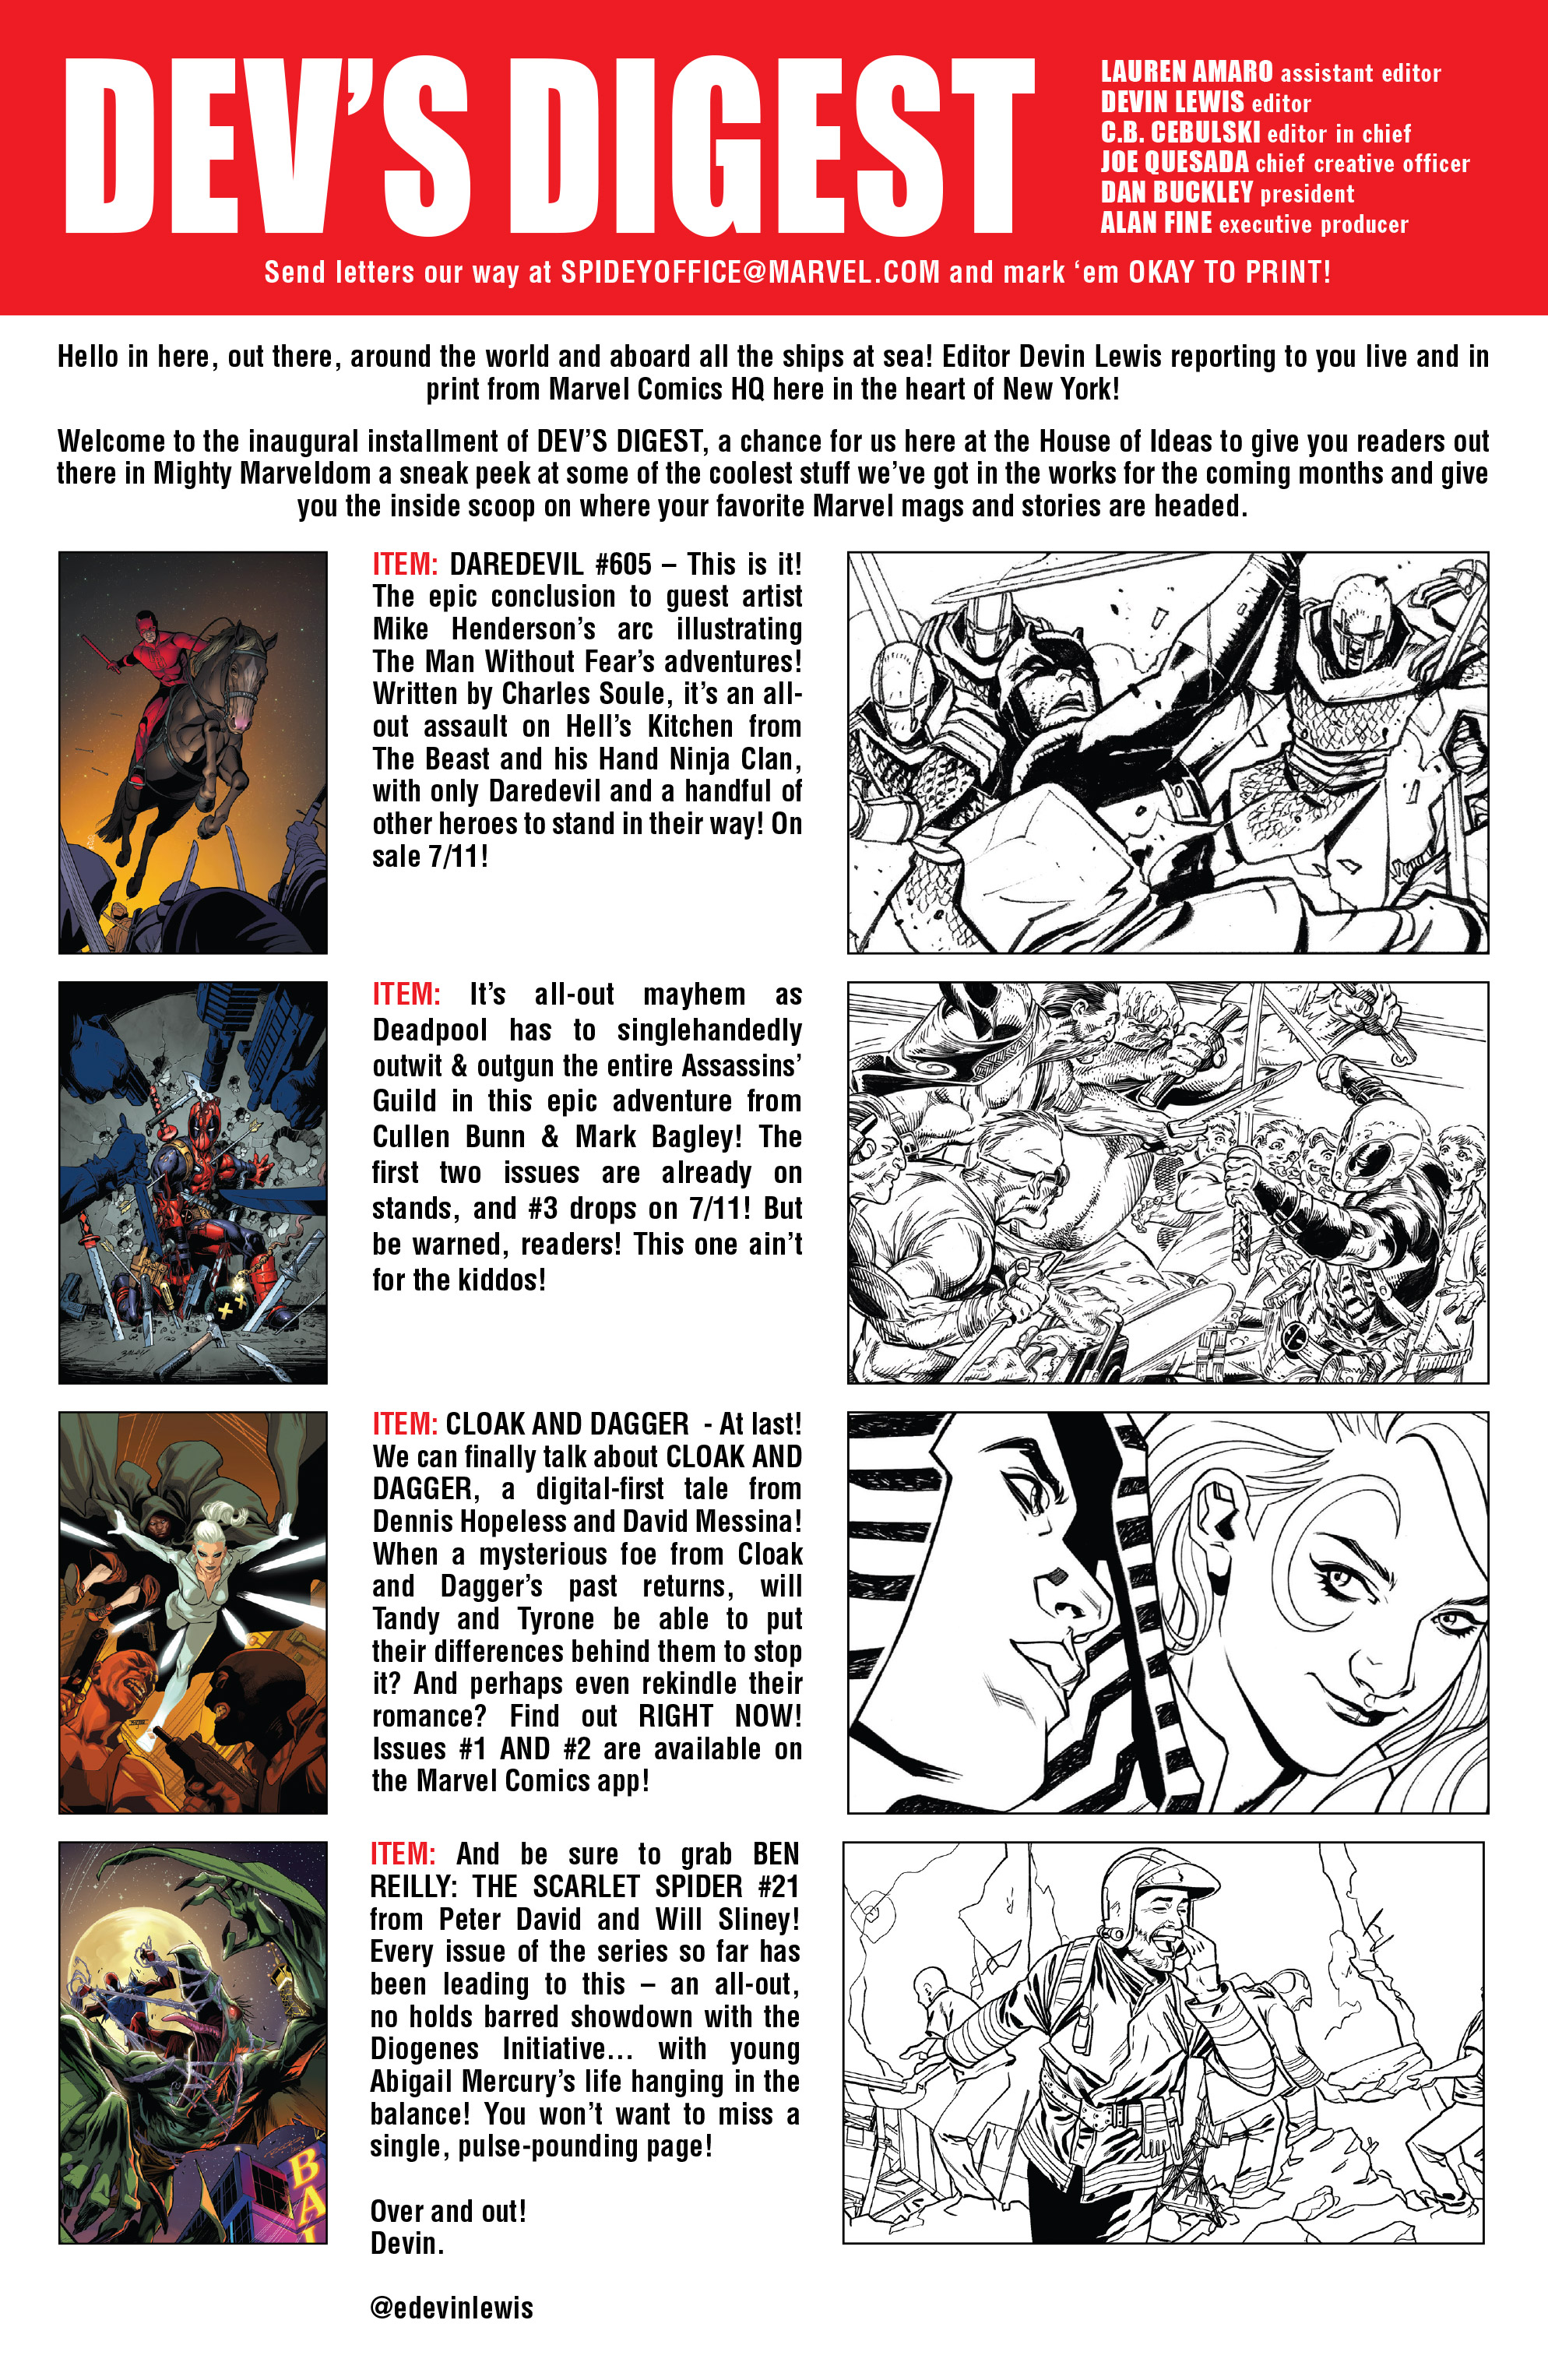 DEV'S DIGEST
LAUREN AMARO assistant editor
DEVIN LEWIS editor
C.B. CEBULSKI editor in chief
JOE QUESADA chief creative officer
DAN BUCKLEY president
ALAN FINE executive producer
Send letters our way at SPIDEYOFFICE@MARVEL.COM and mark ‘em OKAY TO PRINT!
Hello in here, out there, around the world and aboard all the ships at sea! Editor Devin Lewis reporting to you live and in
print from Marvel Comics HQ here in the heart of New York!
Welcome to the inaugural installment of DEV’S DIGEST, a chance for us here at the House of Ideas to give you readers out
there in Mighty Marveldom a sneak peek at some of the coolest stuff we’ve got in the works for the coming months and give
you the inside scoop on where your favorite Marvel mags and stories are headed.
ITEM: DAREDEVIL #605 – This is it!
The epic conclusion to guest artist
Mike Henderson’s arc illustrating
The Man Without Fear’s adventures!
Written by Charles Soule, it’s an all-
out assault on Hell’s Kitchen from
The Beast and his Hand Ninja Clan,
with only Daredevil and a handful of
other heroes to stand in their way! On
sale 7/11!
ITEM: It’s all-out mayhem as
Deadpool has to singlehandedly
outwit & outgun the entire Assassins’
Guild in this epic adventure from
Cullen Bunn & Mark Bagley! The
first two issues are already on
stands, and #3 drops on 7/11! But
be warned, readers! This one ain’t
for the kiddos!
ITEM: CLOAK AND DAGGER - At last!
We can finally talk about CLOAK AND
DAGGER, a digital-first tale from
Dennis Hopeless and David Messina!
When a mysterious foe from Cloak
and Dagger’s past returns, will
Tandy and Tyrone be able to put
their differences behind them to stop
it? And perhaps even rekindle their
romance? Find out RIGHT NOW!
Issues #1 AND #2 are available on
the Marvel Comics app!
ITEM: And be sure to grab BEN
REILLY: THE SCARLET SPIDER #21
from Peter David and Will Sliney!
Every issue of the series so far has
been leading to this – an all-out,
no holds barred showdown with the
Diogenes Initiative... with young
Abigail Mercury’s life hanging in the
balance! You won’t want to miss a
single, pulse-pounding page!
BA
Over and out!
Devin.
@edevinlewis